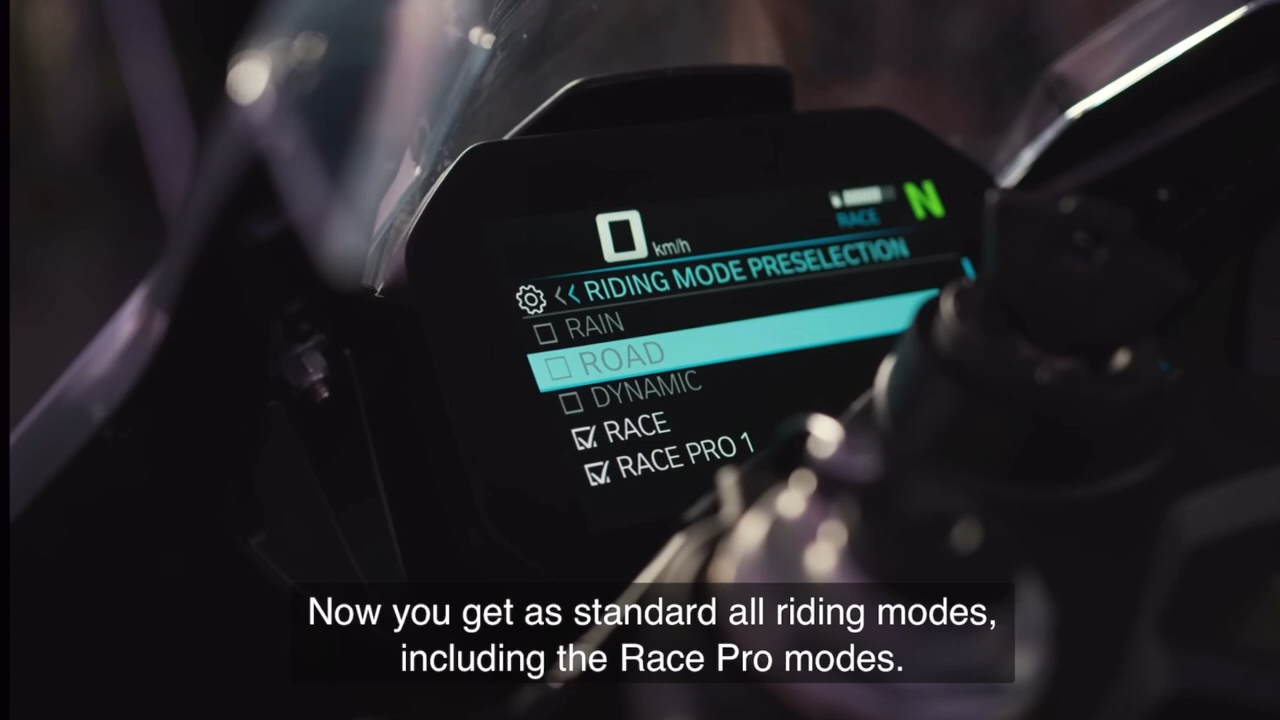 0 km/h
RACE
N
<< RIDING MODE PRESELECTION
RAIN
ROAD
DYNAMIC
RACE
RACE PRO 1
Now you get as standard all riding modes,
including the Race Pro modes.